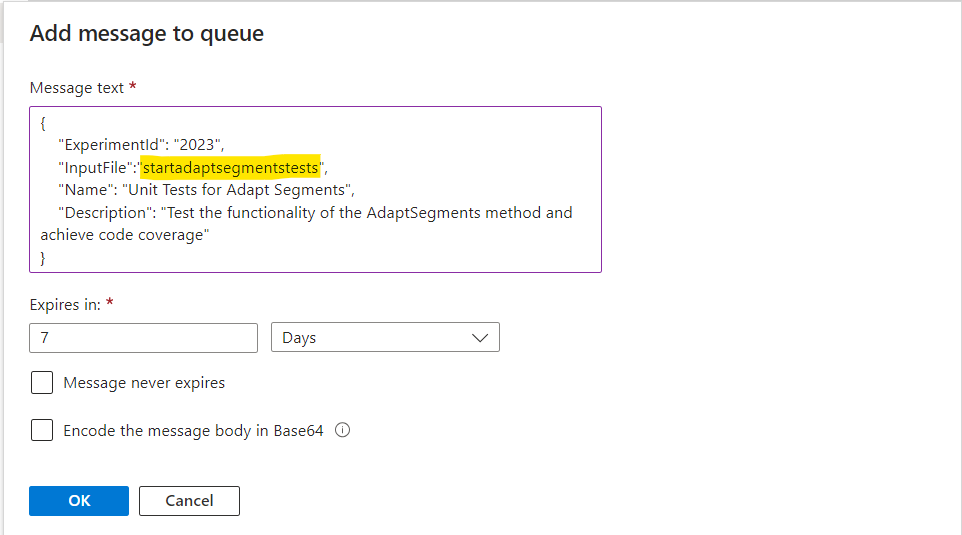 Add message to queue
Message text *
{
"ExperimentId": "2023",
"InputFile":"startadaptsegmentstests",
"Name": "Unit Tests for Adapt Segments",
"Description": "Test the functionality of the AdaptSegments method and
achieve code coverage"
}
Expires in: *
7 Days
Message never expires
Encode the message body in Base64
OK Cancel